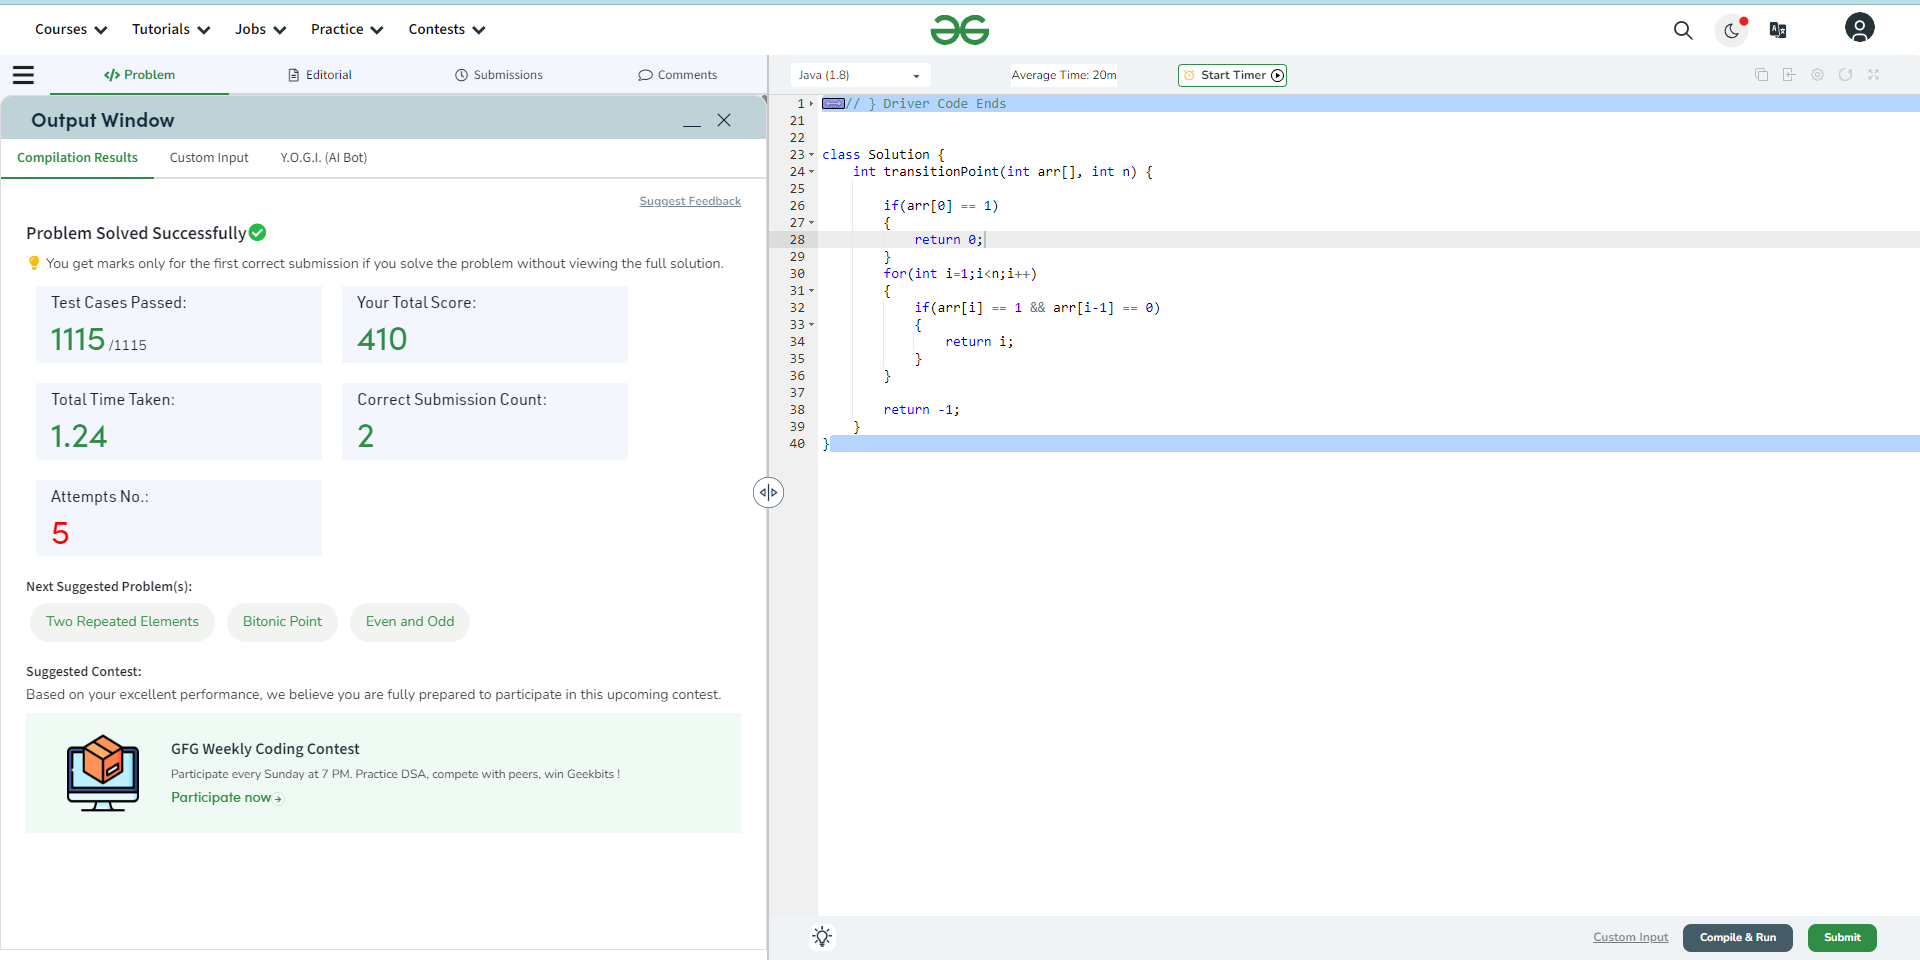 Courses Tutorials Jobs Practice Contests
Problem Editorial Submissions Comments
Output Window
Compilation Results Custom Input Y.O.G.I. (AI Bot)
Suggest Feedback
Problem Solved Successfully
You get marks only for the first correct submission if you solve the problem without viewing the full solution.
Test Cases Passed: Your Total Score:
1115 /1115 410
Total Time Taken: Correct Submission Count:
1.24 2
Attempts No.:
5
Next Suggested Problem(s):
Two Repeated Elements Bitonic Point Even and Odd
Suggested Contest:
Based on your excellent performance, we believe you are fully prepared to participate in this upcoming contest.
GFG Weekly Coding Contest
Participate every Sunday at 7 PM. Practice DSA, compete with peers, win Geekbits !
Participate now
Java (1.8) Average Time: 20m Start Timer
1 // } Driver Code Ends
21
22
23 class Solution {
24 int transitionPoint(int arr[], int n) {
25
26 if(arr[0] == 1)
27 {
28 return 0;
29 }
30 for(int i=1;i<n;i++)
31 {
32 if(arr[i] == 1 && arr[i-1] == 0)
33 {
34 return i;
35 }
36 }
37
38 return -1;
39 }
40 }
Custom Input Compile & Run Submit